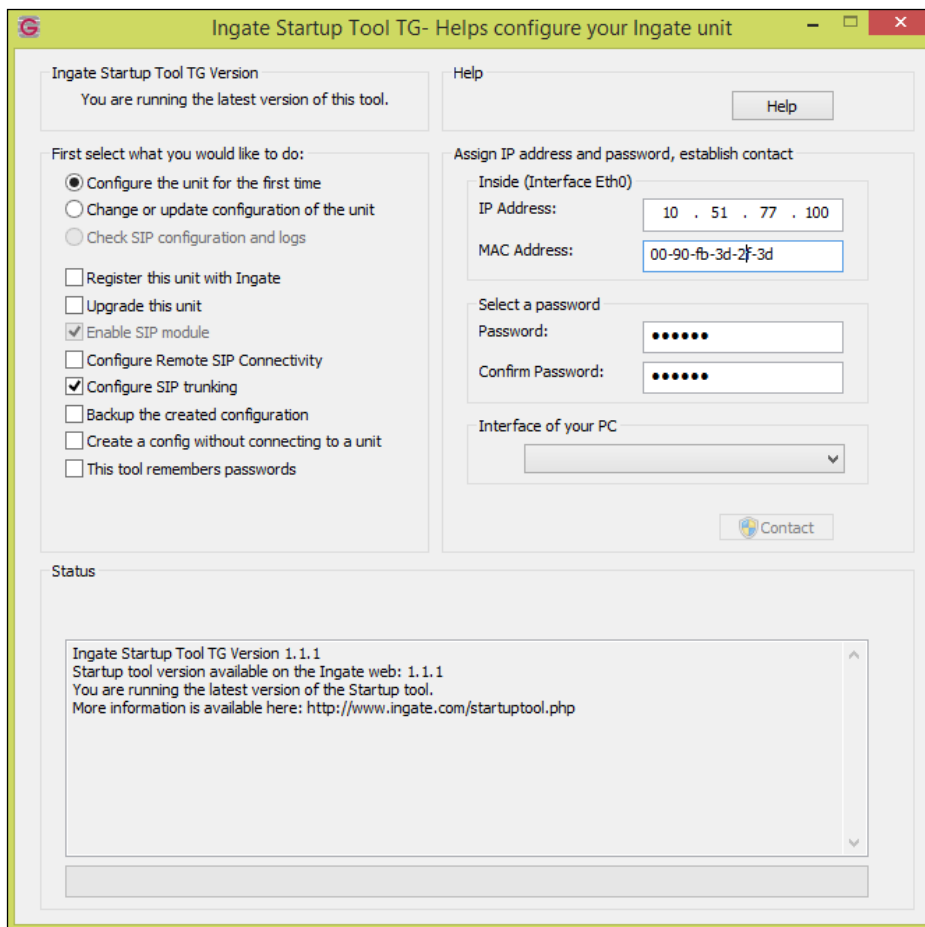 Ingate Startup Tool TG- Helps configure your Ingate unit
Ingate Startup Tool TG Version
You are running the latest version of this tool.
Help
Help
First select what you would like to do:
Configure the unit for the first time
Change or update configuration of the unit
Check SIP configuration and logs
Register this unit with Ingate
Upgrade this unit
Enable SIP module
Configure Remote SIP Connectivity
Configure SIP trunking
Backup the created configuration
Create a config without connecting to a unit
This tool remembers passwords
Assign IP address and password, establish contact
Inside (Interface Eth0)
IP Address: 10 . 51 . 77 . 100
MAC Address: 00-90-fb-3d-2f-3d
Select a password
Password: ●●●●●●
Confirm Password: ●●●●●●
Interface of your PC
Contact
Status
Ingate Startup Tool TG Version 1.1.1
Startup tool version available on the Ingate web: 1.1.1
You are running the latest version of the Startup tool.
More information is available here: http://www.ingate.com/startuptool.php